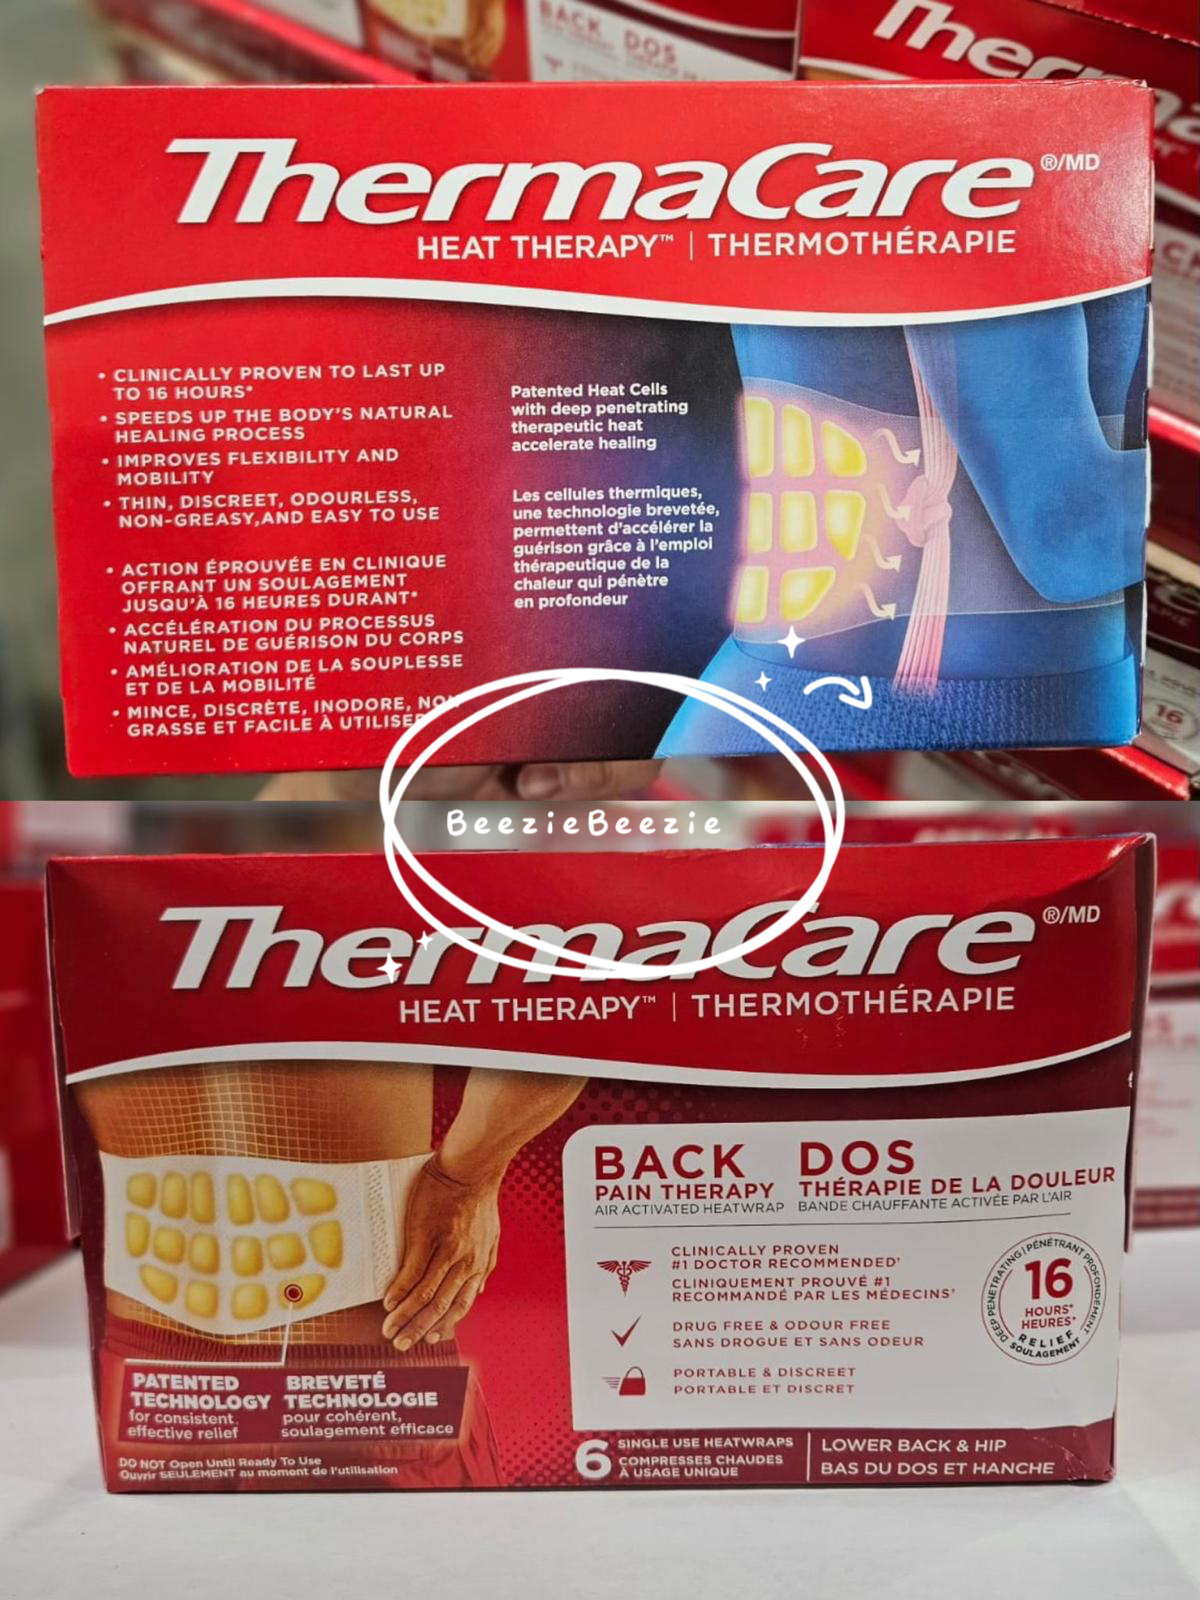 BACK DOS
Therm
ThermaCare ®/MD
HEAT THERAPY™ | THERMOTHÉRAPIE
• CLINICALLY PROVEN TO LAST UP
TO 16 HOURS*
• SPEEDS UP THE BODY'S NATURAL
HEALING PROCESS
• IMPROVES FLEXIBILITY AND
MOBILITY
• THIN, DISCREET, ODOURLESS,
NON-GREASY,AND EASY TO USE
• ACTION ÉPROUVÉE EN CLINIQUE
OFFRANT UN SOULAGEMENT
JUSQU'À 16 HEURES DURANT*
• ACCÉLÉRATION DU PROCESSUS
NATUREL DE GUÉRISON DU CORPS
• AMÉLIORATION DE LA SOUPLESSE
ET DE LA MOBILITÉ
• MINCE, DISCRÈTE, INODORE, NON
GRASSE ET FACILE À UTILISER
Patented Heat Cells
with deep penetrating
therapeutic heat
accelerate healing
Les cellules thermiques,
une technologie brevetée,
permettent d'accélérer la
guérison grâce à l'emploi
thérapeutique de la
chaleur qui pénètre
en profondeur
16
BeezieBeezie
ThermaCare ®/MD
HEAT THERAPY™ | THERMOTHÉRAPIE
BACK
PAIN THERAPY
AIR ACTIVATED HEATWRAP
DOS
THÉRAPIE DE LA DOULEUR
BANDE CHAUFFANTE ACTIVÉE PAR L'AIR
CLINICALLY PROVEN
#1 DOCTOR RECOMMENDED†
CLINIQUEMENT PROUVÉ #1
RECOMMANDÉ PAR LES MÉDECINS†
DRUG FREE & ODOUR FREE
SANS DROGUE ET SANS ODEUR
PORTABLE & DISCREET
PORTABLE ET DISCRET
DEEP PENETRATING | PÉNÉTRANT PROFONDÉMENT
16
HOURS*
HEURES*
RELIEF
SOULAGEMENT
PATENTED
TECHNOLOGY
for consistent,
effective relief
BREVETÉ
TECHNOLOGIE
pour cohérent,
soulagement efficace
DO NOT Open Until Ready To Use
Ouvrir SEULEMENT au moment de l'utilisation
6 SINGLE USE HEATWRAPS
COMPRESSES CHAUDES
À USAGE UNIQUE
LOWER BACK & HIP
BAS DU DOS ET HANCHE